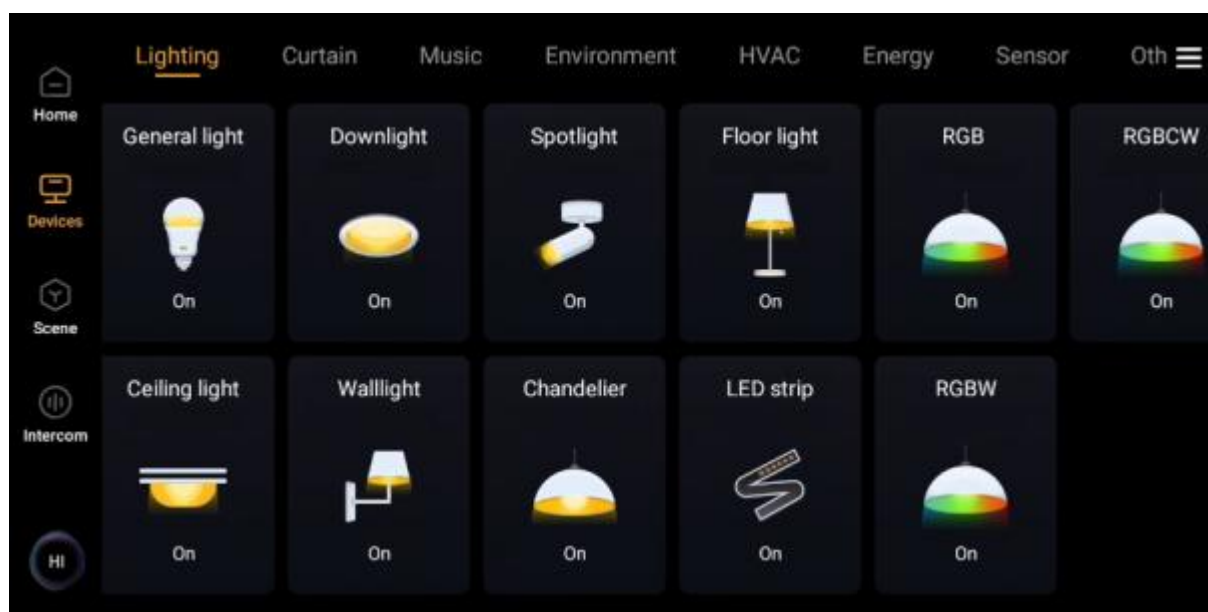 Lighting Curtain Music Environment HVAC Energy Sensor Oth
Home
Devices
Scene
Intercom
HI
General light Downlight Spotlight Floor light RGB RGBCW
On On On On On On
Ceiling light Walllight Chandelier LED strip RGBW
On On On On On